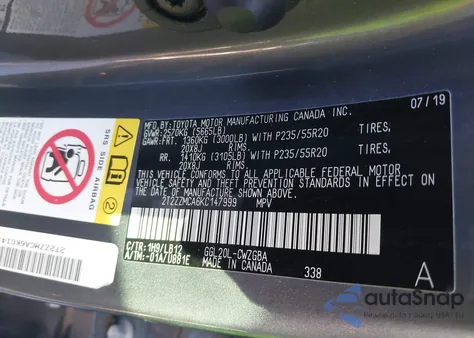 MFD. BY: TOYOTA MOTOR MANUFACTURING CANADA INC. 07/19
GVWR: 2570KG (5665LB)
GAWR: FRT. 1360KG (3000LB) WITH P235/55R20 TIRES,
20X8J RIMS,
RR. 1410KG (3105LB) WITH P235/55R20 TIRES,
20X8J RIMS,
THIS VEHICLE CONFORMS TO ALL APPLICABLE FEDERAL MOTOR
VEHICLE SAFETY, BUMPER, AND THEFT PREVENTION STANDARDS IN EFFECT ON
THE DATE OF MANUFACTURE SHOWN ABOVE.
2T2ZZMCA6KC147999 MPV
C/TR: 1H9/LB12 GGL20L-CWZGBA
A/TM: -01A/U881E MADE IN CANADA 338 A
SRS SIDE AIRBAG
autoSnap